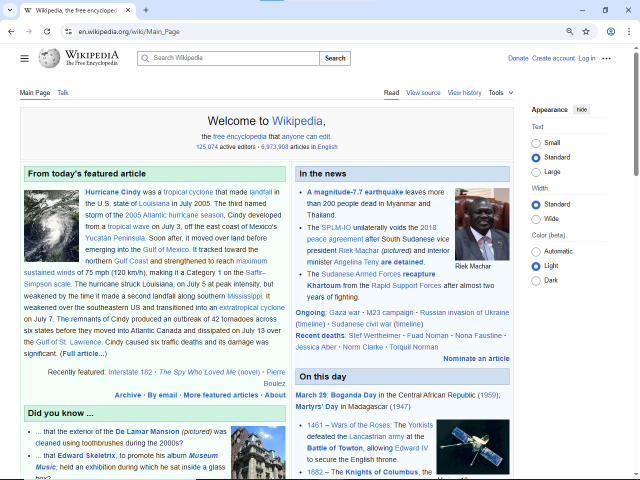 Wikipedia, the free encyclopedi
en.wikipedia.org/wiki/Main_Page
WIKIPEDIA
The Free Encyclopedia
Search Wikipedia
Search
Donate Create account Log in
Main Page Talk
Read View source View history Tools
Welcome to Wikipedia,
the free encyclopedia that anyone can edit.
125,074 active editors · 6,973,998 articles in English
From today's featured article
Hurricane Cindy was a tropical cyclone that made landfall in
the U.S. state of Louisiana in July 2005. The third named
storm of the 2005 Atlantic hurricane season, Cindy developed
from a tropical wave on July 3, off the east coast of Mexico's
Yucatán Peninsula. Soon after, it moved over land before
emerging into the Gulf of Mexico. It tracked toward the
northern Gulf Coast and strengthened to reach maximum
sustained winds of 75 mph (120 km/h), making it a Category 1 on the Saffir–
Simpson scale. The hurricane struck Louisiana, on July 5 at peak intensity, but
weakened by the time it made a second landfall along southern Mississippi. It
weakened over the southeastern US and transitioned into an extratropical cyclone
on July 7. The remnants of Cindy produced an outbreak of 42 tornadoes across
six states before they moved into Atlantic Canada and dissipated on July 13 over
the Gulf of St. Lawrence. Cindy caused six traffic deaths and its damage was
significant. (Full article...)
Recently featured: Interstate 182 · The Spy Who Loved Me (novel) · Pierre
Boulez
Archive · By email · More featured articles · About
Did you know ...
... that the exterior of the De Lamar Mansion (pictured) was
cleaned using toothbrushes during the 2000s?
... that Edward Skeletrix, to promote his album Museum
Music, held an exhibition during which he sat inside a glass
box?
In the news
A magnitude-7.7 earthquake leaves more
than 200 people dead in Myanmar and
Thailand.
The SPLM-IO unilaterally voids the 2018
peace agreement after South Sudanese vice
president Riek Machar (pictured) and interior
minister Angelina Teny are detained.
The Sudanese Armed Forces recapture
Khartoum from the Rapid Support Forces after almost two
years of fighting.
Riek Machar
Ongoing: Gaza war · M23 campaign · Russian invasion of Ukraine
(timeline) · Sudanese civil war (timeline)
Recent deaths: Stef Wertheimer · Fuad Noman · Nona Faustine ·
Jessica Aber · Norm Clarke · Torquil Norman
Nominate an article
On this day
March 29: Boganda Day in the Central African Republic (1959);
Martyrs' Day in Madagascar (1947)
1461 – Wars of the Roses: The Yorkists
defeated the Lancastrian army at the
Battle of Towton, allowing Edward IV
to secure the English throne.
1882 – The Knights of Columbus, the
Appearance hide
Text
Small
Standard
Large
Width
Standard
Wide
Color (beta)
Automatic
Light
Dark